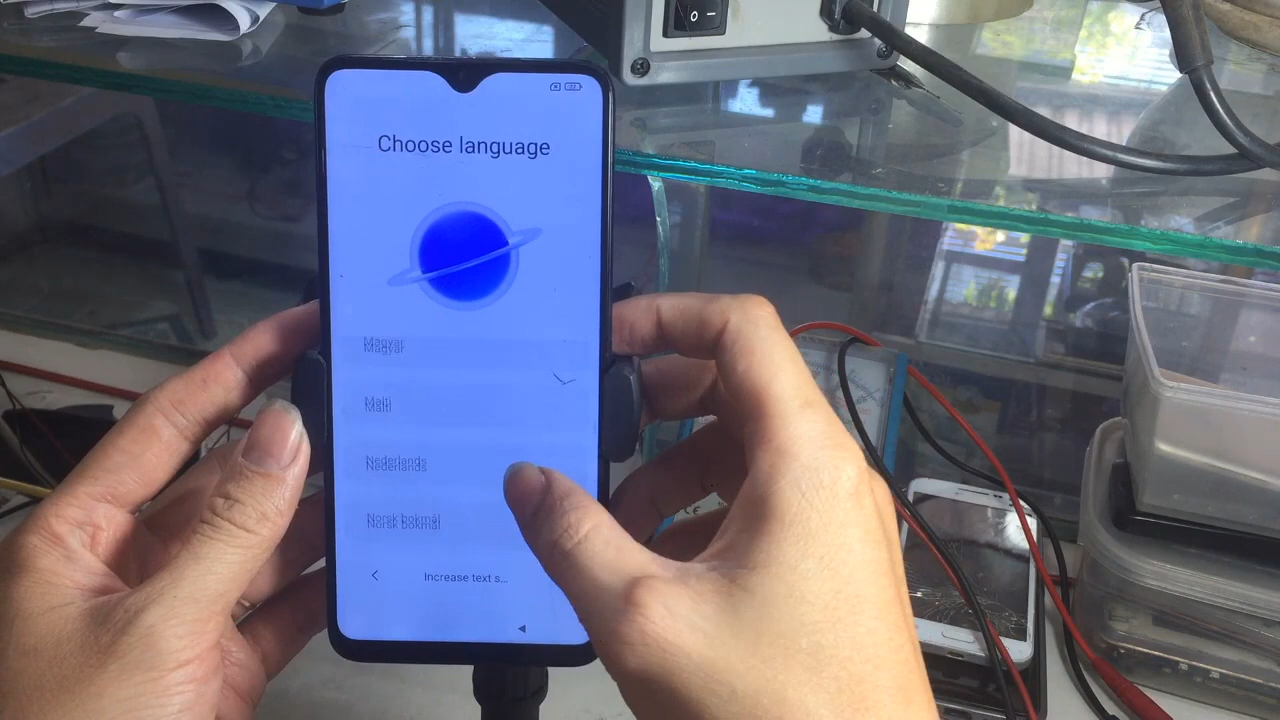 Choose language
Magyar
Malti
Nederlands
Norsk bokmål
Increase text s...